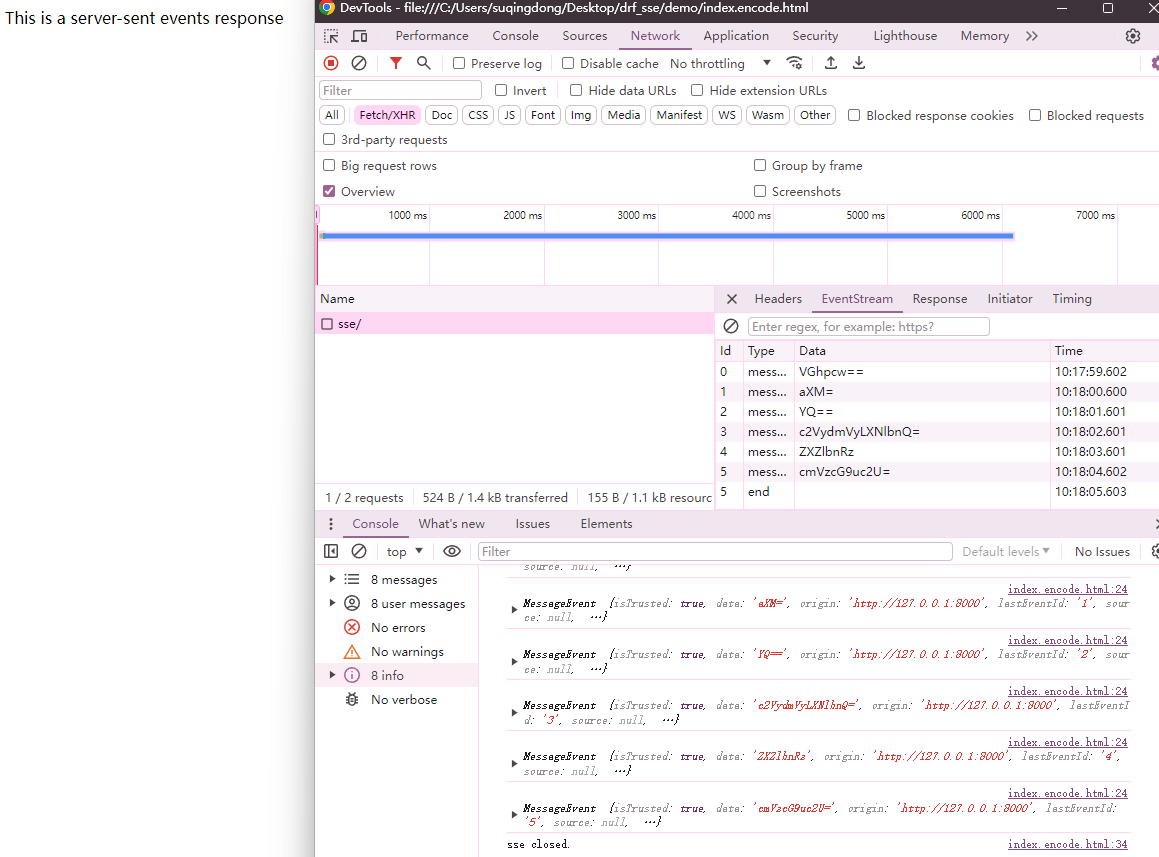 This is a server-sent events response
DevTools - file:///C:/Users/suqingdong/Desktop/drf_sse/demo/index.encode.html
Performance Console Sources Network Application Security Lighthouse Memory
Preserve log Disable cache No throttling
Filter Invert Hide data URLs Hide extension URLs
All Fetch/XHR Doc CSS JS Font Img Media Manifest WS Wasm Other Blocked response cookies Blocked requests
3rd-party requests
Big request rows Group by frame
Overview Screenshots
1000 ms 2000 ms 3000 ms 4000 ms 5000 ms 6000 ms 7000 ms
Name
sse/
1 / 2 requests 524 B / 1.4 kB transferred 155 B / 1.1 kB resourc
Headers EventStream Response Initiator Timing
Enter regex, for example: https?
Id Type Data Time
0 mess... VGhpcw== 10:17:59.602
1 mess... aXM= 10:18:00.600
2 mess... YQ== 10:18:01.601
3 mess... c2VydmVyLXNlbnQ= 10:18:02.601
4 mess... ZXZlbnRz 10:18:03.601
5 mess... cmVzcG9uc2U= 10:18:04.602
5 end 10:18:05.603
Console What's new Issues Elements
top Filter Default levels No Issues
8 messages
8 user messages
No errors
No warnings
8 info
No verbose
source: null, …}
index.encode.html:24
MessageEvent {isTrusted: true, data: 'aXM=', origin: 'http://127.0.0.1:8000', lastEventId: '1', sour
ce: null, …}
index.encode.html:24
MessageEvent {isTrusted: true, data: 'YQ==', origin: 'http://127.0.0.1:8000', lastEventId: '2', sour
ce: null, …}
index.encode.html:24
MessageEvent {isTrusted: true, data: 'c2VydmVyLXNlbnQ=', origin: 'http://127.0.0.1:8000', lastEventI
d: '3', source: null, …}
index.encode.html:24
MessageEvent {isTrusted: true, data: 'ZXZlbnRz', origin: 'http://127.0.0.1:8000', lastEventId: '4',
source: null, …}
index.encode.html:24
MessageEvent {isTrusted: true, data: 'cmVzcG9uc2U=', origin: 'http://127.0.0.1:8000', lastEventId:
'5', source: null, …}
sse closed. index.encode.html:34